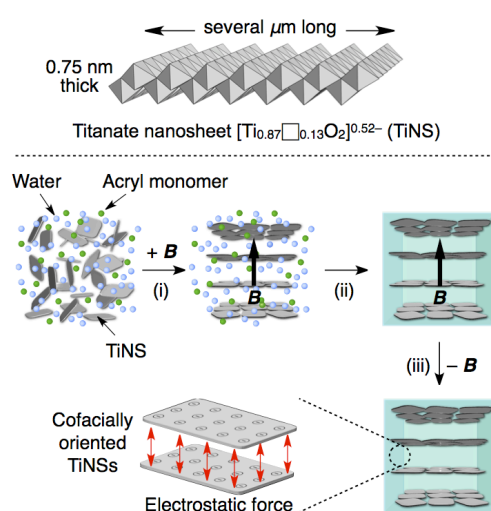 several μm long
0.75 nm
thick
Titanate nanosheet [Ti0.87□0.13O2]0.52– (TiNS)
Water
Acryl monomer
+ B
(i)
B
TiNS
(ii)
B
(iii)
– B
Cofacially
oriented
TiNSs
Electrostatic force